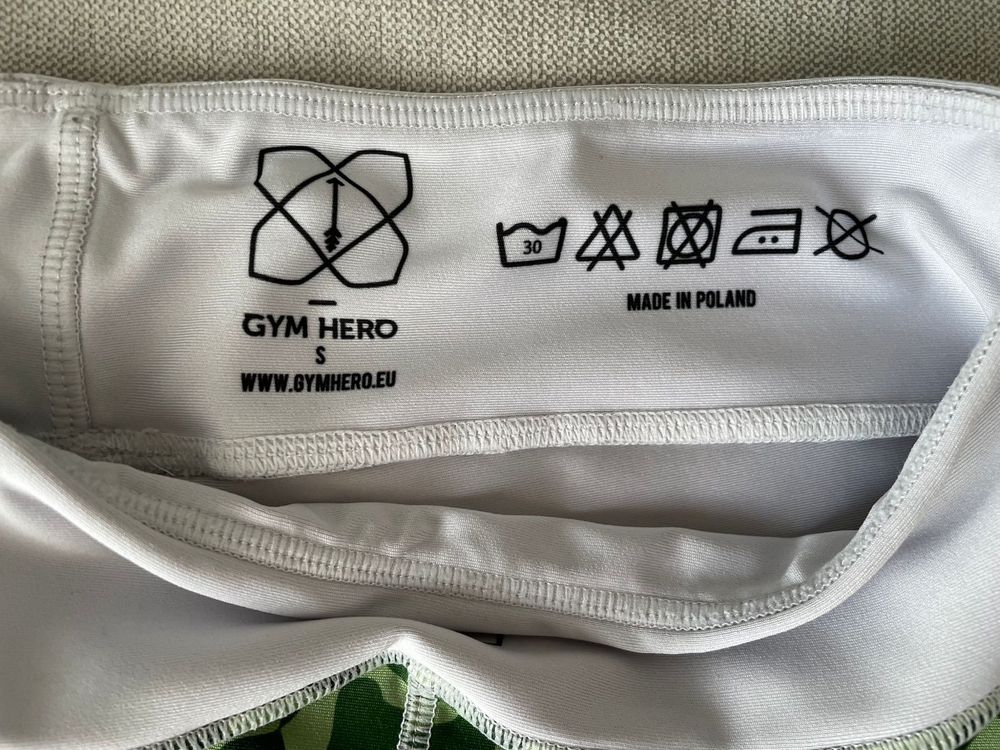 GYM HERO
S
WWW.GYMHERO.EU
30
MADE IN POLAND